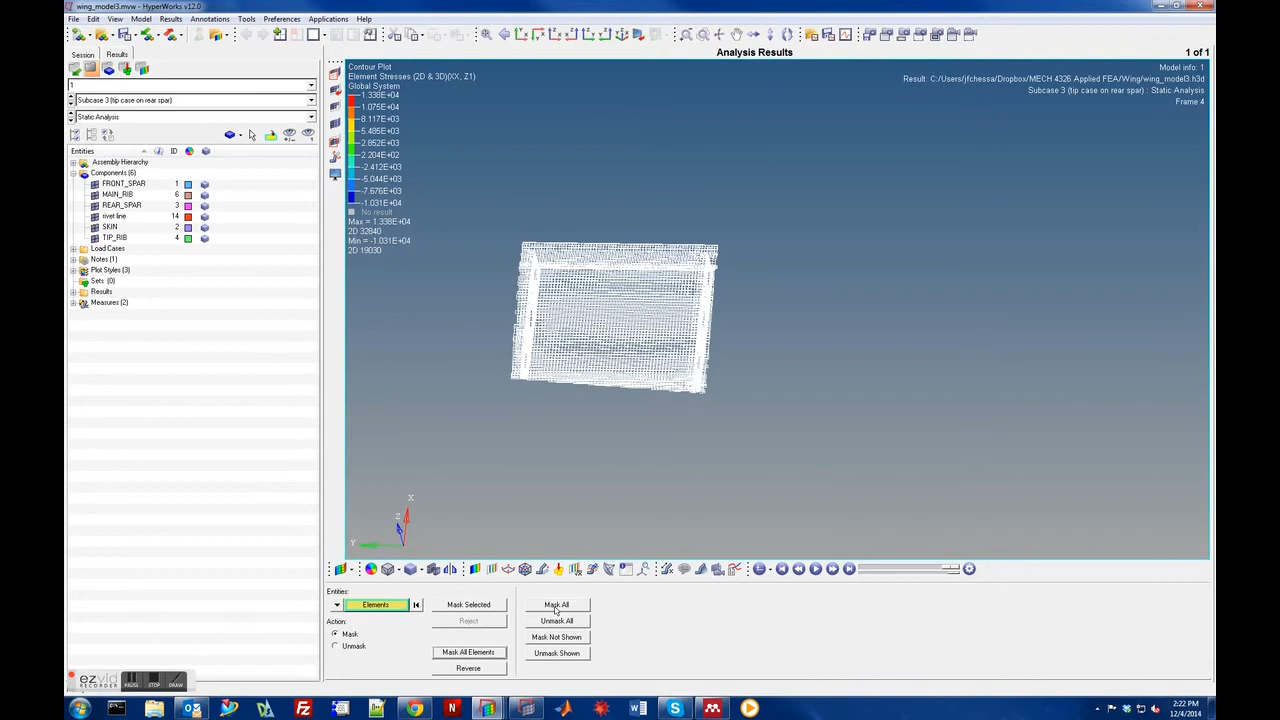 wing_model3.mvw - HyperWorks v12.0
File Edit View Model Results Annotations Tools Preferences Applications Help
Session Results
Analysis Results
1 of 1
1
Subcase 3 (tip case on rear spar)
Static Analysis
Entities ID
Assembly Hierarchy
Components (6)
FRONT_SPAR 1
MAIN_RIB 6
REAR_SPAR 3
rivet line 14
SKIN 2
TIP_RIB 4
Load Cases
Notes (1)
Plot Styles (3)
Sets (0)
Results
Measures (2)
Contour Plot
Element Stresses (2D & 3D)(XX, Z1)
Global System
1.338E+04
1.075E+04
8.117E+03
5.485E+03
2.852E+03
2.204E+02
-2.412E+03
-5.044E+03
-7.676E+03
-1.031E+04
No result
Max = 1.338E+04
2D 32840
Min = -1.031E+04
2D 19030
Model info: 1
Result: C:/Users/jfchessa/Dropbox/MECH 4326 Applied FEA/Wing/wing_model3.h3d
Subcase 3 (tip case on rear spar) : Static Analysis
Frame 4
X
Z
Y
Entities:
Elements
Mask Selected
Mask All
Reject
Unmask All
Action:
Mask
Mask Not Shown
Unmask
Mask All Elements
Unmask Shown
Reverse
ezvid
RECORDER
PAUSE STOP DRAW
2:22 PM
12/4/2014